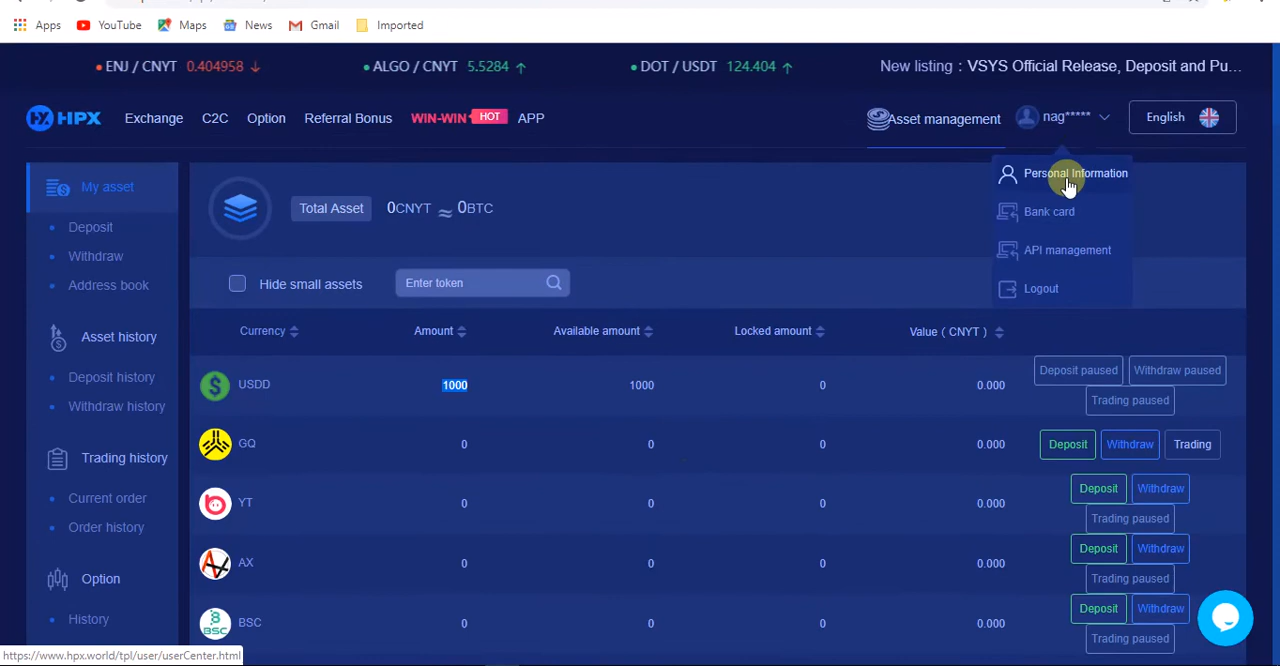 Apps YouTube Maps News Gmail Imported
ENJ / CNYT 0.404958 ↓ ALGO / CNYT 5.5284 ↑ DOT / USDT 124.404 ↑ New listing : VSYS Official Release, Deposit and Pu...
HPX Exchange C2C Option Referral Bonus WIN-WIN HOT APP Asset management nag***** English
Personal Information
Bank card
API management
Logout
My asset
Deposit
Withdraw
Address book
Asset history
Deposit history
Withdraw history
Trading history
Current order
Order history
Option
History
Total Asset 0CNYT ≈ 0BTC
Hide small assets Enter token
Currency Amount Available amount Locked amount Value ( CNYT )
USDD 1000 1000 0 0.000 Deposit paused Withdraw paused
Trading paused
GQ 0 0 0 0.000 Deposit Withdraw Trading
YT 0 0 0 0.000 Deposit Withdraw
Trading paused
AX 0 0 0 0.000 Deposit Withdraw
Trading paused
BSC BSC 0 0 0 0.000 Deposit Withdraw
Trading paused
https://www.hpx.world/tpl/user/userCenter.html